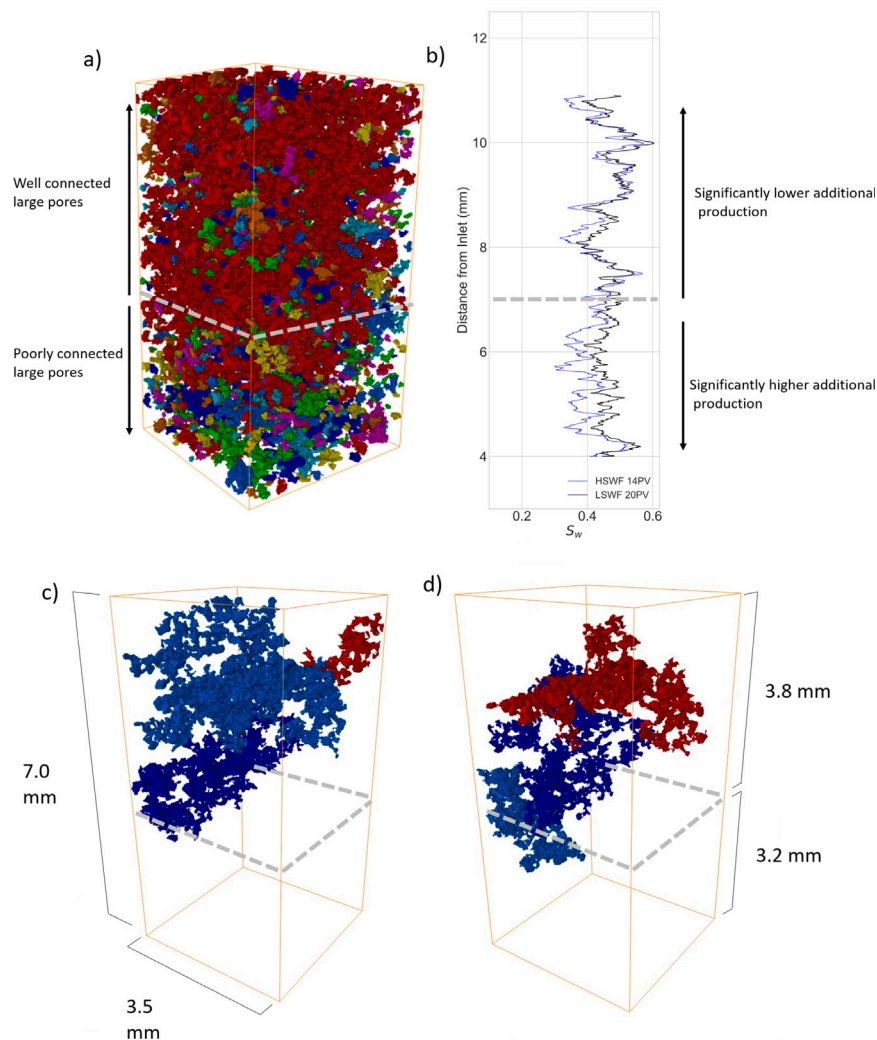 a)
Well connected
large pores
Poorly connected
large pores
b)
12
10
8
6
4
Distance from Inlet (mm)
HSWF 14PV
LSWF 20PV
0.2
0.4
0.6
Sw
Significantly lower additional
production
Significantly higher additional
production
c)
7.0
mm
3.5
mm
d)
3.8 mm
3.2 mm